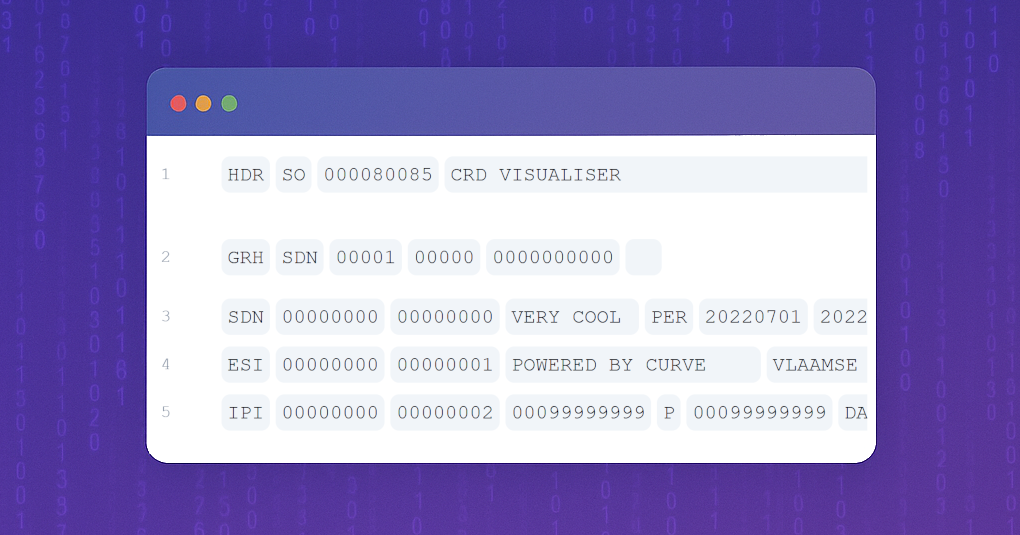 1 HDR SO 000080085 CRD VISUALISER
2 GRH SDN 00001 00000 0000000000
3 SDN 00000000 00000000 VERY COOL PER 20220701 2022
4 ESI 00000000 00000001 POWERED BY CURVE VLAAMSE
5 IPI 00000000 00000002 00099999999 P 00099999999 DA